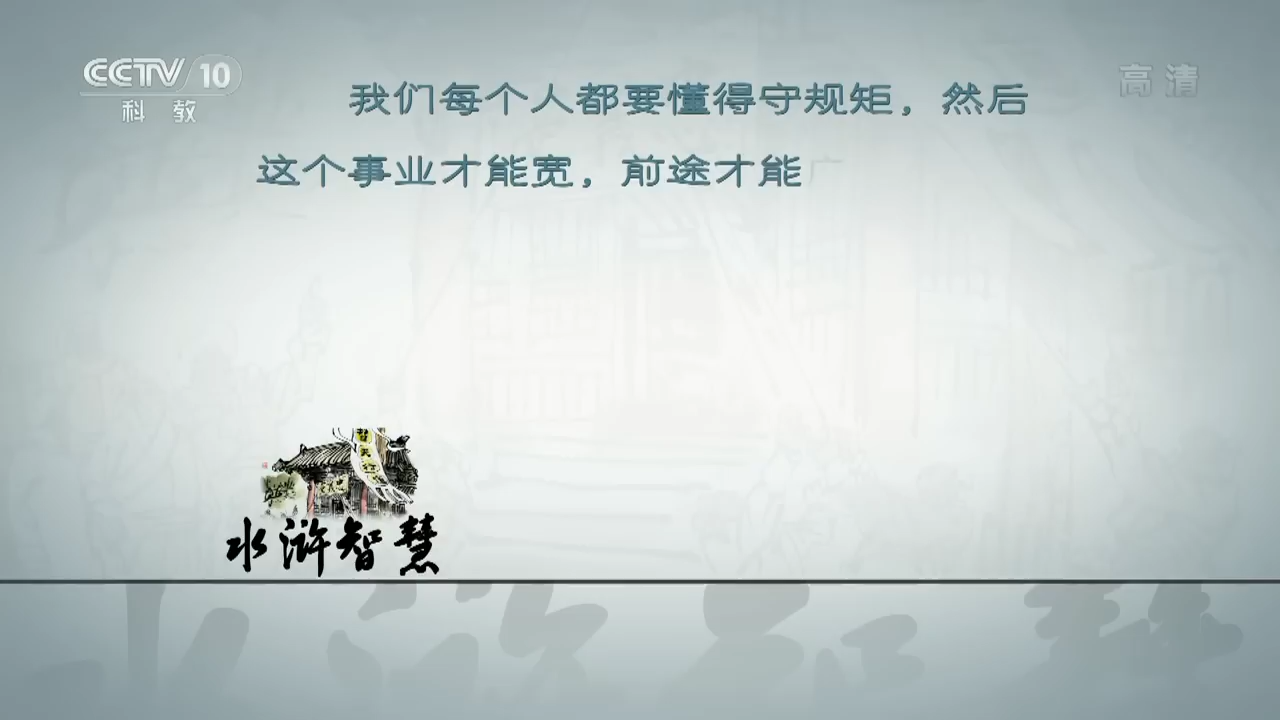 CCTV 10
科 教
高清
我们每个人都要懂得守规矩，然后
这个事业才能宽，前途才能广
水浒智慧